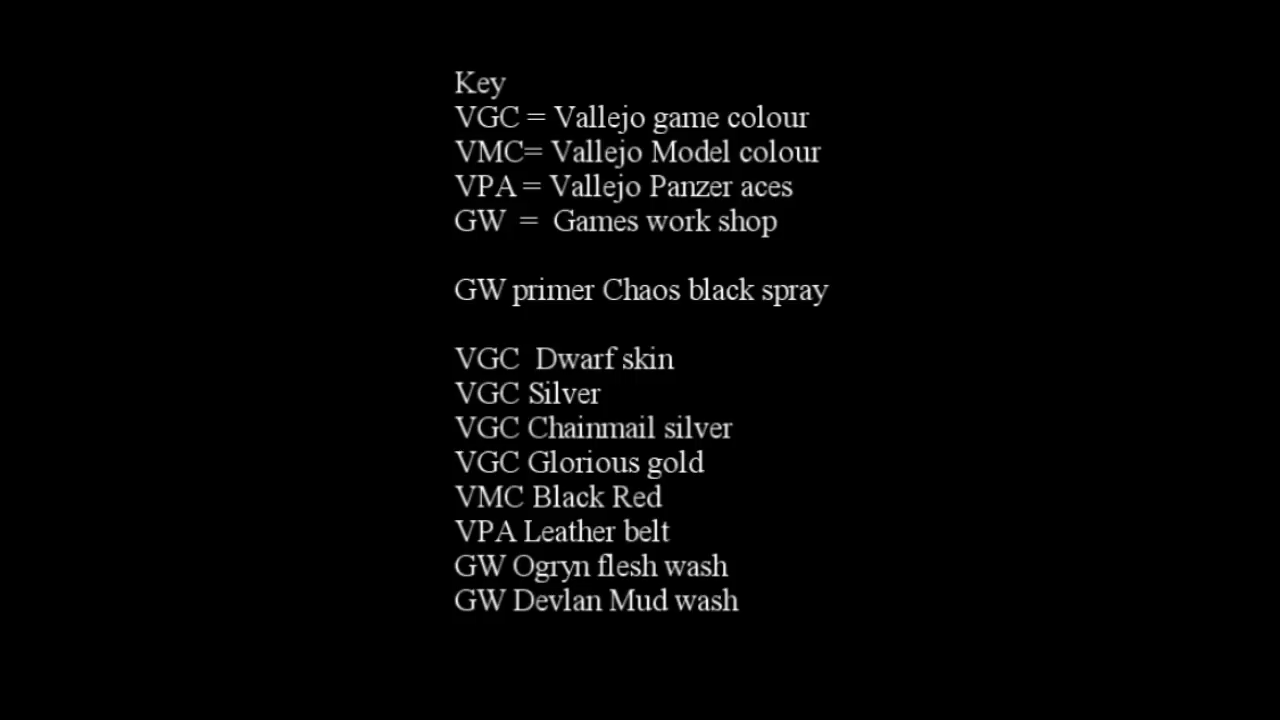 Key
VGC = Vallejo game colour
VMC= Vallejo Model colour
VPA = Vallejo Panzer aces
GW = Games work shop
GW primer Chaos black spray
VGC Dwarf skin
VGC Silver
VGC Chainmail silver
VGC Glorious gold
VMC Black Red
VPA Leather belt
GW Ogryn flesh wash
GW Devlan Mud wash